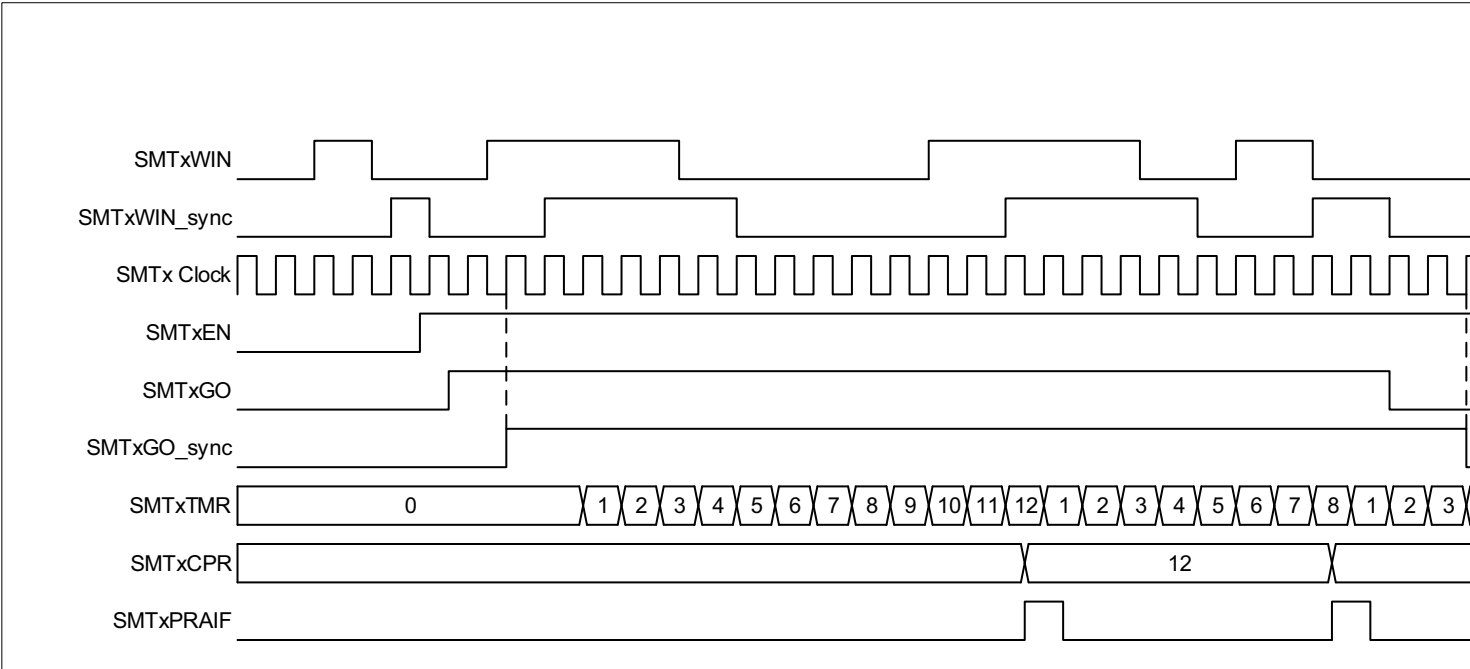 SMTxWIN
SMTxWIN_sync
SMTx Clock
SMTxEN
SMTxGO
SMTxGO_sync
SMTxTMR 0 1 2 3 4 5 6 7 8 9 10 11 12 1 2 3 4 5 6 7 8 1 2 3
SMTxCPR 12
SMTxPRAIF